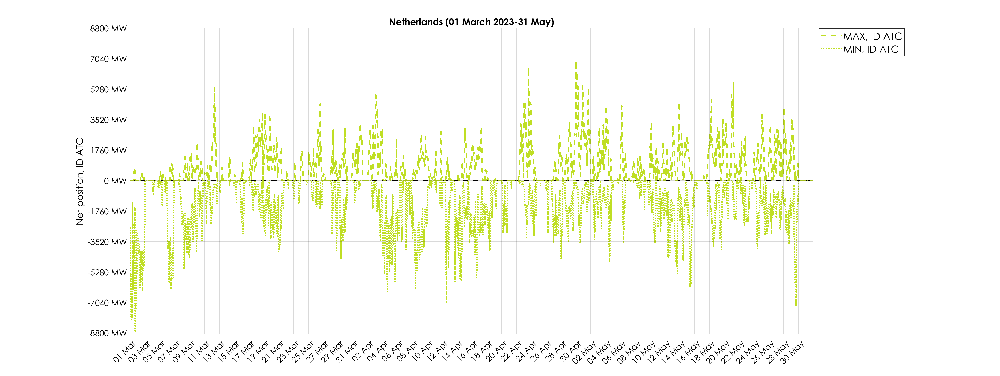 Netherlands (01 March 2023-31 May)
8800 MW
7040 MW
5280 MW
3520 MW
1760 MW
0 MW
-1760 MW
-3520 MW
-5280 MW
-7040 MW
-8800 MW
Net position, ID ATC
MAX, ID ATC
MIN, ID ATC
01 Mar
03 Mar
05 Mar
07 Mar
09 Mar
11 Mar
13 Mar
15 Mar
17 Mar
19 Mar
21 Mar
23 Mar
25 Mar
27 Mar
29 Mar
31 Mar
02 Apr
04 Apr
06 Apr
08 Apr
10 Apr
12 Apr
14 Apr
16 Apr
18 Apr
20 Apr
22 Apr
24 Apr
26 Apr
28 Apr
30 Apr
02 May
04 May
06 May
08 May
10 May
12 May
14 May
16 May
18 May
20 May
22 May
24 May
26 May
28 May
30 May